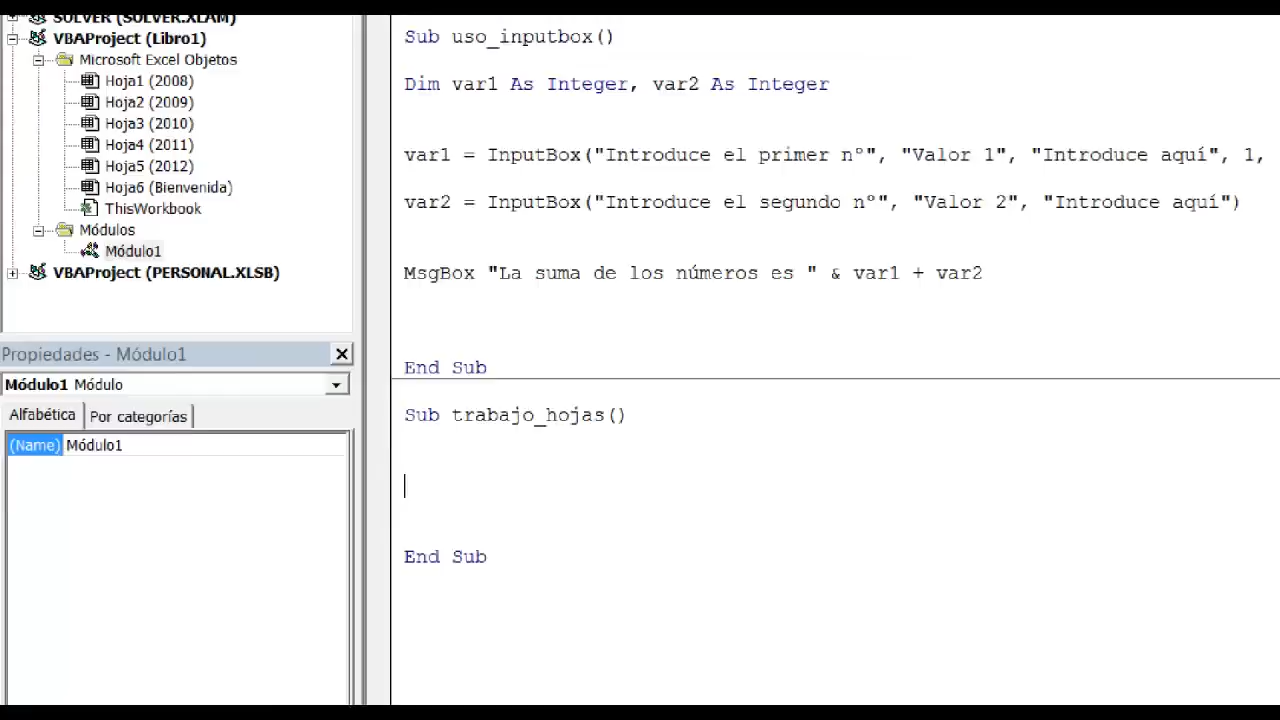 SOLVER (SOLVER.XLAM)
VBAProject (Libro1)
Microsoft Excel Objetos
Hoja1 (2008)
Hoja2 (2009)
Hoja3 (2010)
Hoja4 (2011)
Hoja5 (2012)
Hoja6 (Bienvenida)
ThisWorkbook
Módulos
Módulo1
VBAProject (PERSONAL.XLSB)
Propiedades - Módulo1
Módulo1 Módulo
Alfabética Por categorías
(Name) Módulo1
Sub uso_inputbox()
Dim var1 As Integer, var2 As Integer
var1 = InputBox("Introduce el primer nº", "Valor 1", "Introduce aquí", 1,
var2 = InputBox("Introduce el segundo nº", "Valor 2", "Introduce aquí")
MsgBox "La suma de los números es " & var1 + var2
End Sub
Sub trabajo_hojas()
End Sub